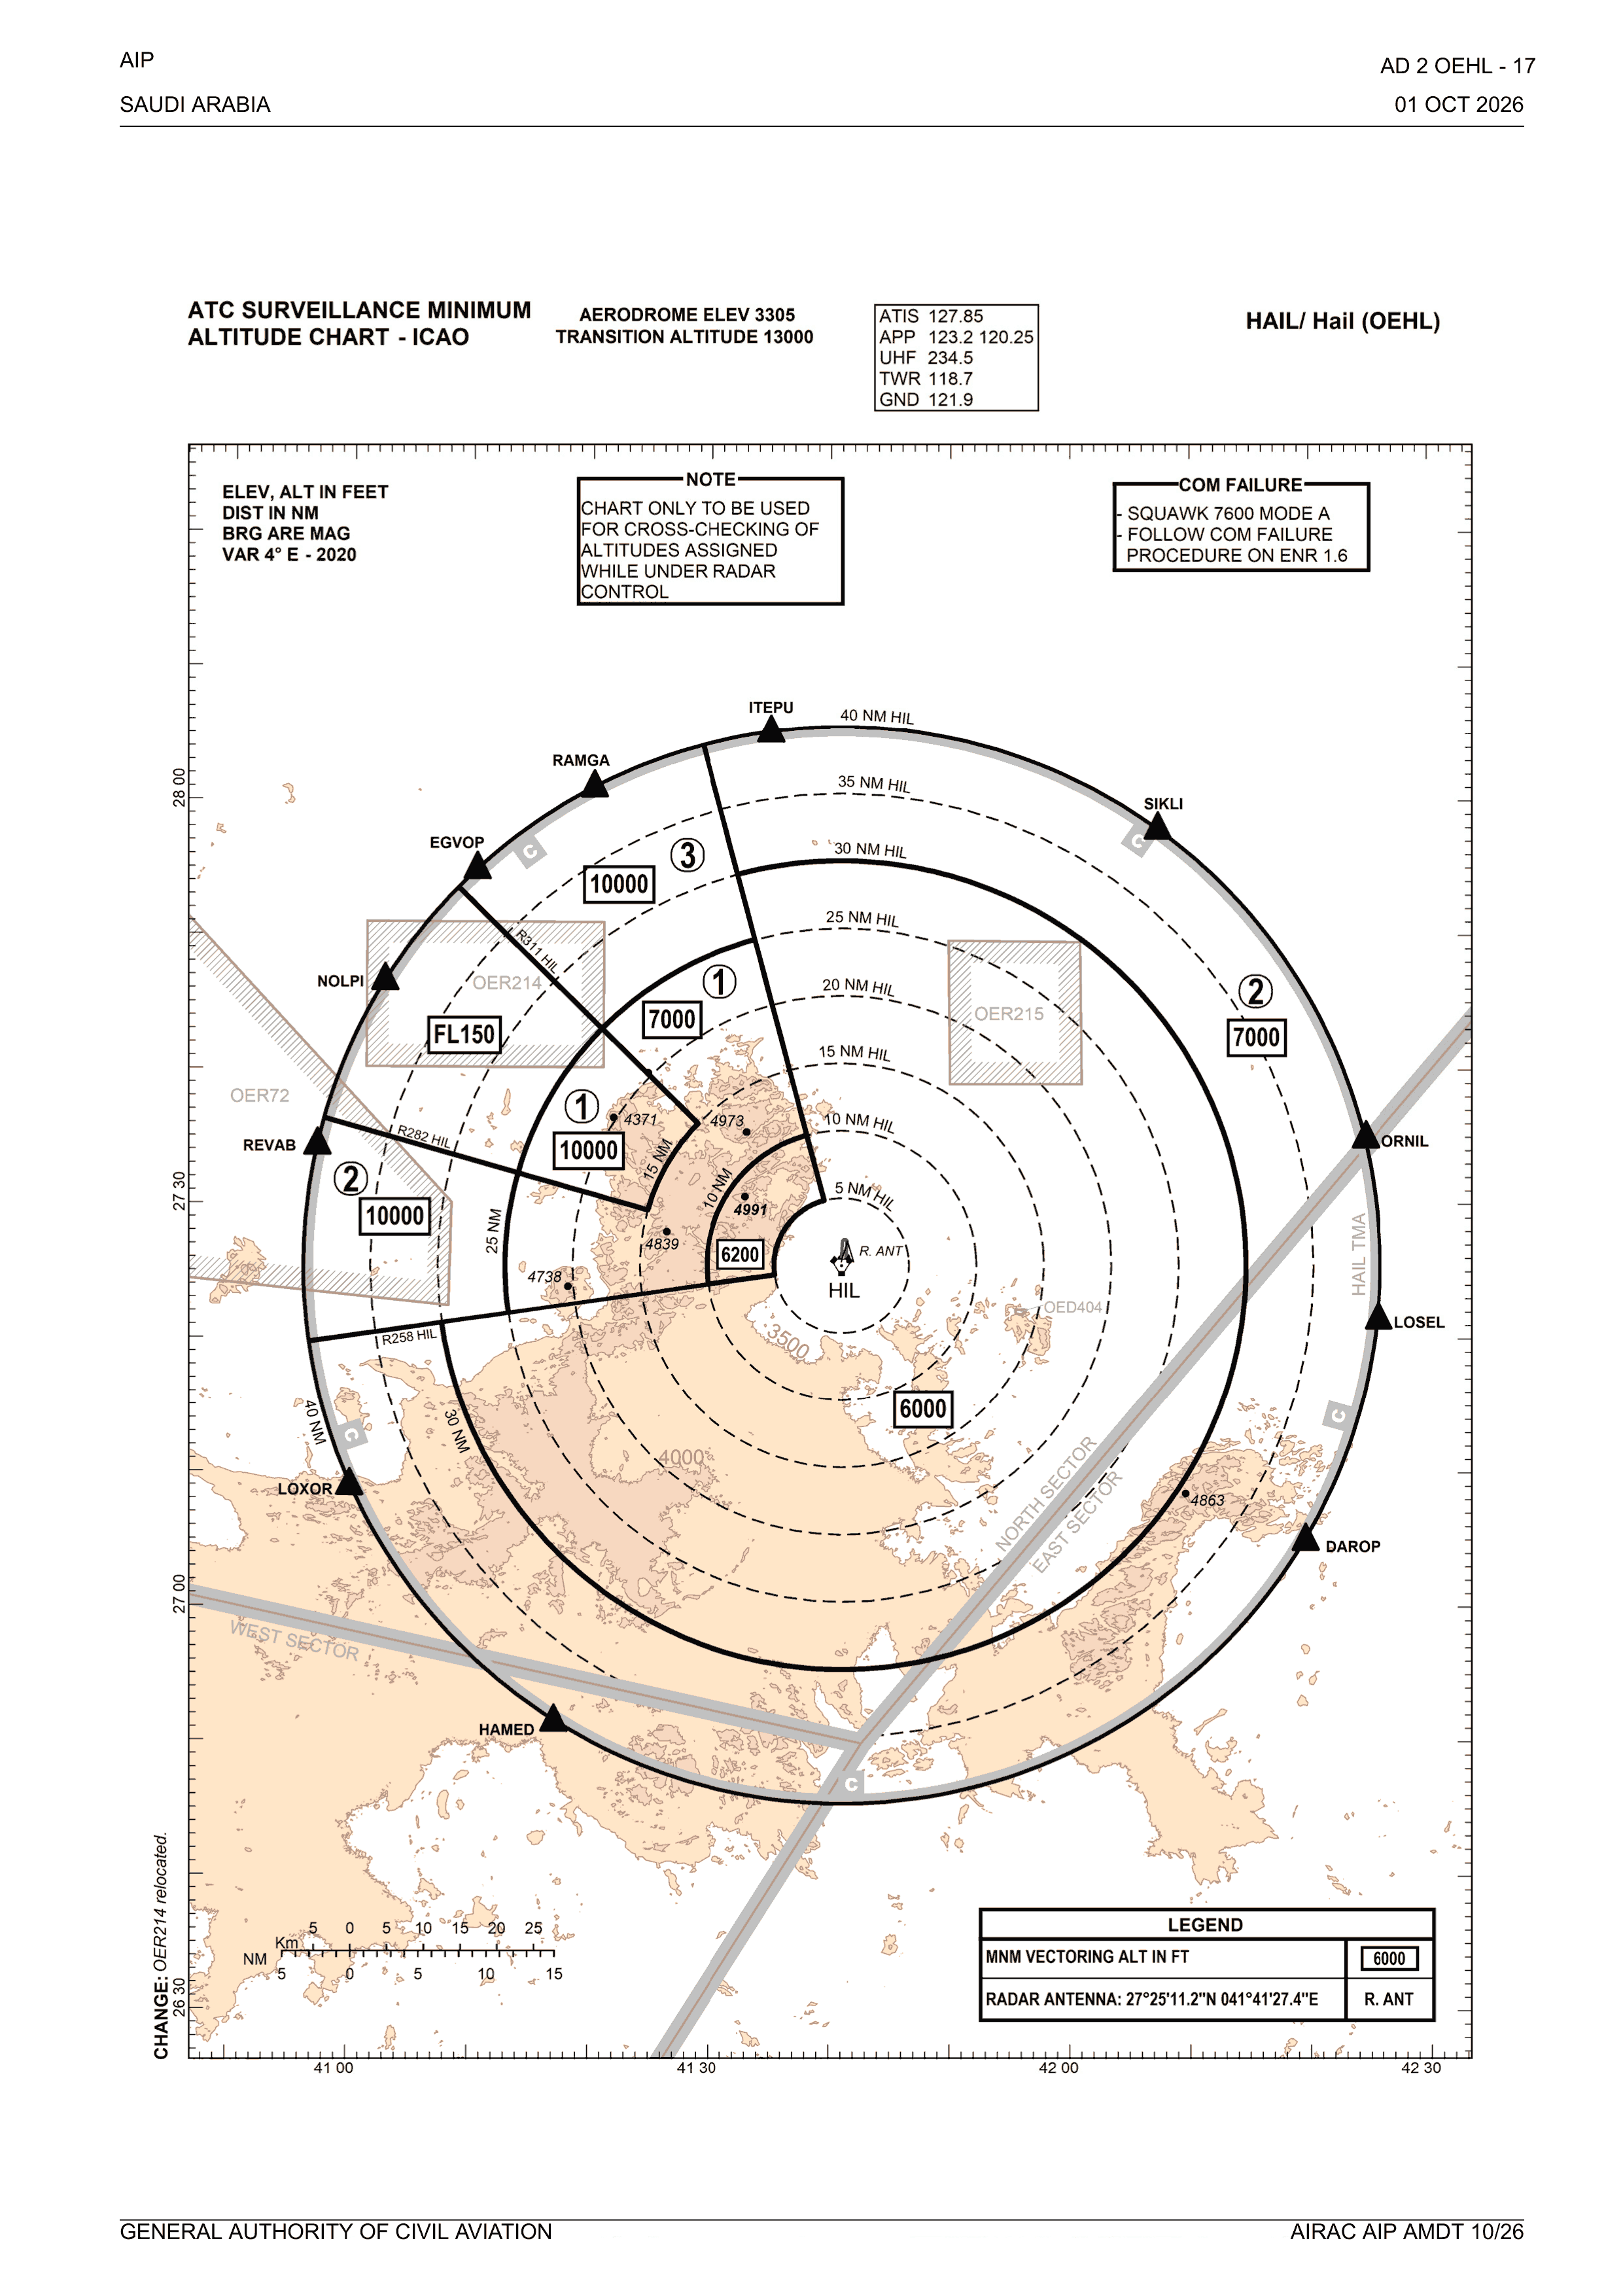 AIP
AD 2 OEHL - 17
SAUDI ARABIA
01 OCT 2026
ATC SURVEILLANCE MINIMUM
ALTITUDE CHART - ICAO
AERODROME ELEV 3305
TRANSITION ALTITUDE 13000
ATIS 127.85
APP 123.2 120.25
UHF 234.5
TWR 118.7
GND 121.9
HAIL/ Hail (OEHL)
ELEV, ALT IN FEET
DIST IN NM
BRG ARE MAG
VAR 4° E - 2020
NOTE
CHART ONLY TO BE USED
FOR CROSS-CHECKING OF
ALTITUDES ASSIGNED
WHILE UNDER RADAR
CONTROL
COM FAILURE
- SQUAWK 7600 MODE A
- FOLLOW COM FAILURE
PROCEDURE ON ENR 1.6
ITEPU
40 NM HIL
RAMGA
35 NM HIL
28 00
SIKLI
EGVOP
C
C
3
30 NM HIL
10000
25 NM HIL
R311 HIL
NOLPI
OER214
1
20 NM HIL
2
7000
OER215
FL150
7000
15 NM HIL
OER72
1
4371
4973
10 NM HIL
R282 HIL
REVAB
ORNIL
10000
15 NM
2
27 30
10 NM
5 NM HIL
4991
10000
25 NM
4839
6200
R. ANT
4738
HIL
HAIL TMA
OED404
R258 HIL
3500
LOSEL
40 NM
30 NM
C
6000
C
4000
NORTH SECTOR
EAST SECTOR
LOXOR
4863
DAROP
27 00
WEST SECTOR
HAMED
C
CHANGE: OER214 relocated.
26 30
5 0 5 10 15 20 25
Km
NM
5 0 5 10 15
LEGEND
MNM VECTORING ALT IN FT
6000
RADAR ANTENNA: 27°25'11.2"N 041°41'27.4"E
R. ANT
41 00
41 30
42 00
42 30
GENERAL AUTHORITY OF CIVIL AVIATION
AIRAC AIP AMDT 10/26